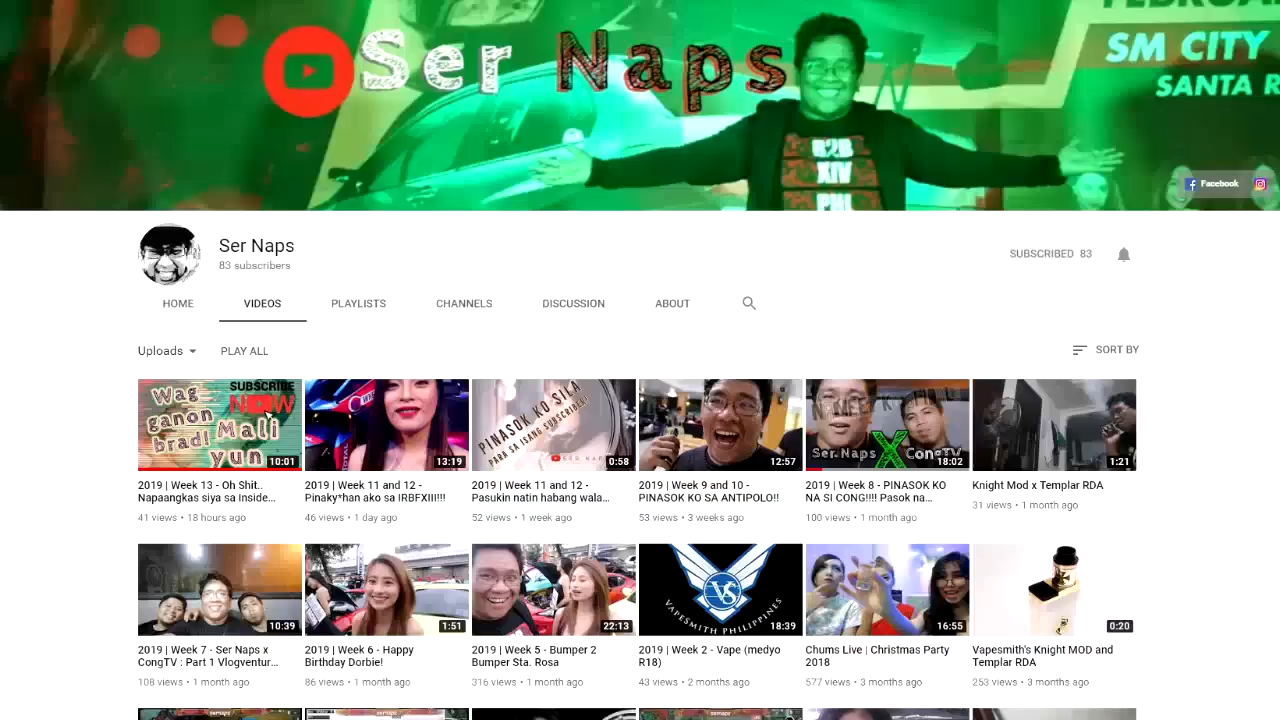 Ser Naps
SM CITY
SANTA R
B2B
XIV
Facebook
Ser Naps
83 subscribers
SUBSCRIBED 83
HOME VIDEOS PLAYLISTS CHANNELS DISCUSSION ABOUT
Uploads PLAY ALL
SORT BY
SUBSCRIBE
NOW
Wag
ganon
brad!
Mali
yun
10:01
13:19
PINASOK KO SILA
PARA SA ISANG SUBSCRIBER!
SER NAPS
0:58
12:57
Ser Naps X CongTV
18:02
1:21
2019 | Week 13 - Oh Shit..
Napaangkas siya sa Inside...
41 views • 18 hours ago
2019 | Week 11 and 12 -
Pinaky*han ako sa IRBFXIII!!!
46 views • 1 day ago
2019 | Week 11 and 12 -
Pasukin natin habang wala...
52 views • 1 week ago
2019 | Week 9 and 10 -
PINASOK KO SA ANTIPOLO!!
53 views • 3 weeks ago
2019 | Week 8 - PINASOK KO
NA SI CONG!!!! Pasok na...
100 views • 1 month ago
Knight Mod x Templar RDA
31 views • 1 month ago
10:39
1:51
22:13
VS
VAPESMITH PHILIPPINES
18:39
16:55
0:20
2019 | Week 7 - Ser Naps x
CongTV : Part 1 Vlogventur...
108 views • 1 month ago
2019 | Week 6 - Happy
Birthday Dorbie!
86 views • 1 month ago
2019 | Week 5 - Bumper 2
Bumper Sta. Rosa
316 views • 1 month ago
2019 | Week 2 - Vape (medyo
R18)
43 views • 2 months ago
Chums Live | Christmas Party
2018
577 views • 3 months ago
Vapesmith's Knight MOD and
Templar RDA
253 views • 3 months ago